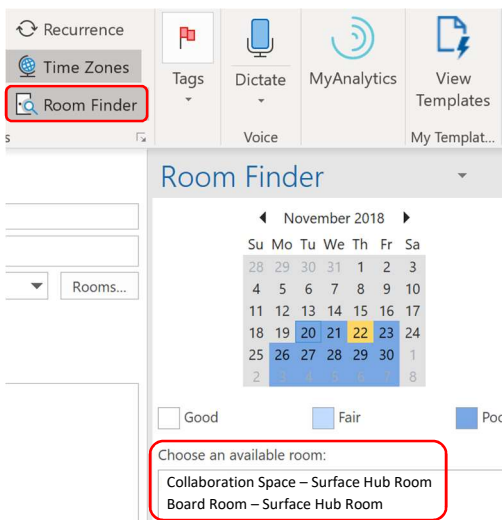 Recurrence
Time Zones
Room Finder
s
Tags
Dictate
Voice
MyAnalytics
View
Templates
My Templat...
Rooms...
Room Finder
November 2018
Su Mo Tu We Th Fr Sa
28 29 30 31 1 2 3
4 5 6 7 8 9 10
11 12 13 14 15 16 17
18 19 20 21 22 23 24
25 26 27 28 29 30 1
2 3 4 5 6 7 8
Good Fair Poo
Choose an available room:
Collaboration Space – Surface Hub Room
Board Room – Surface Hub Room